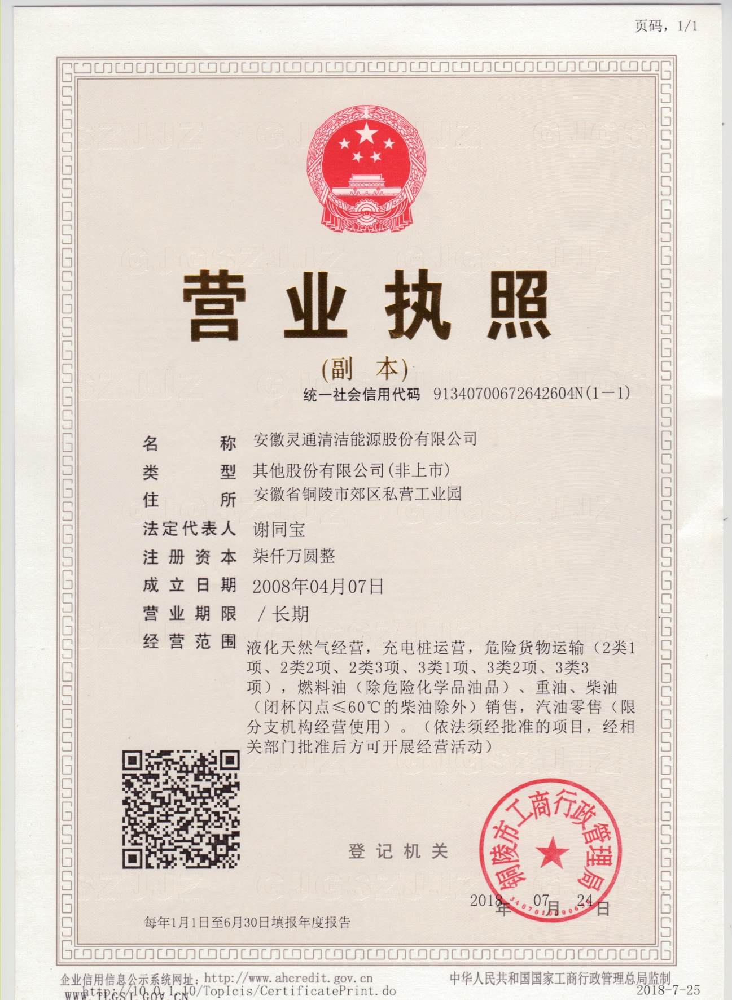 页码，1/1
营业执照
(副 本)
统一社会信用代码 91340700672642604N(1－1)
名 称 安徽灵通清洁能源股份有限公司
类 型 其他股份有限公司(非上市)
住 所 安徽省铜陵市郊区私营工业园
法定代表人 谢同宝
注册资本 柒仟万圆整
成立日期 2008年04月07日
营业期限 / 长期
经营范围 液化天然气经营，充电桩运营，危险货物运输（2类1
项、2类2项、2类3项、3类1项、3类2项、3类3
项），燃料油（除危险化学品油品）、重油、柴油
（闭杯闪点≤60℃的柴油除外）销售，汽油零售（限
分支机构经营使用）。（依法须经批准的项目，经相
关部门批准后方可开展经营活动）
登记机关
铜陵市工商行政管理局
2018年07月24日
每年1月1日至6月30日填报年度报告
企业信用信息公示系统网址：http://www.ahcredit.gov.cn
中华人民共和国国家工商行政管理总局监制
http://10.0.1.10/TopIcis/CertificatePrint.do
WWW.TLGSJ.GOV.CN
2018-7-25